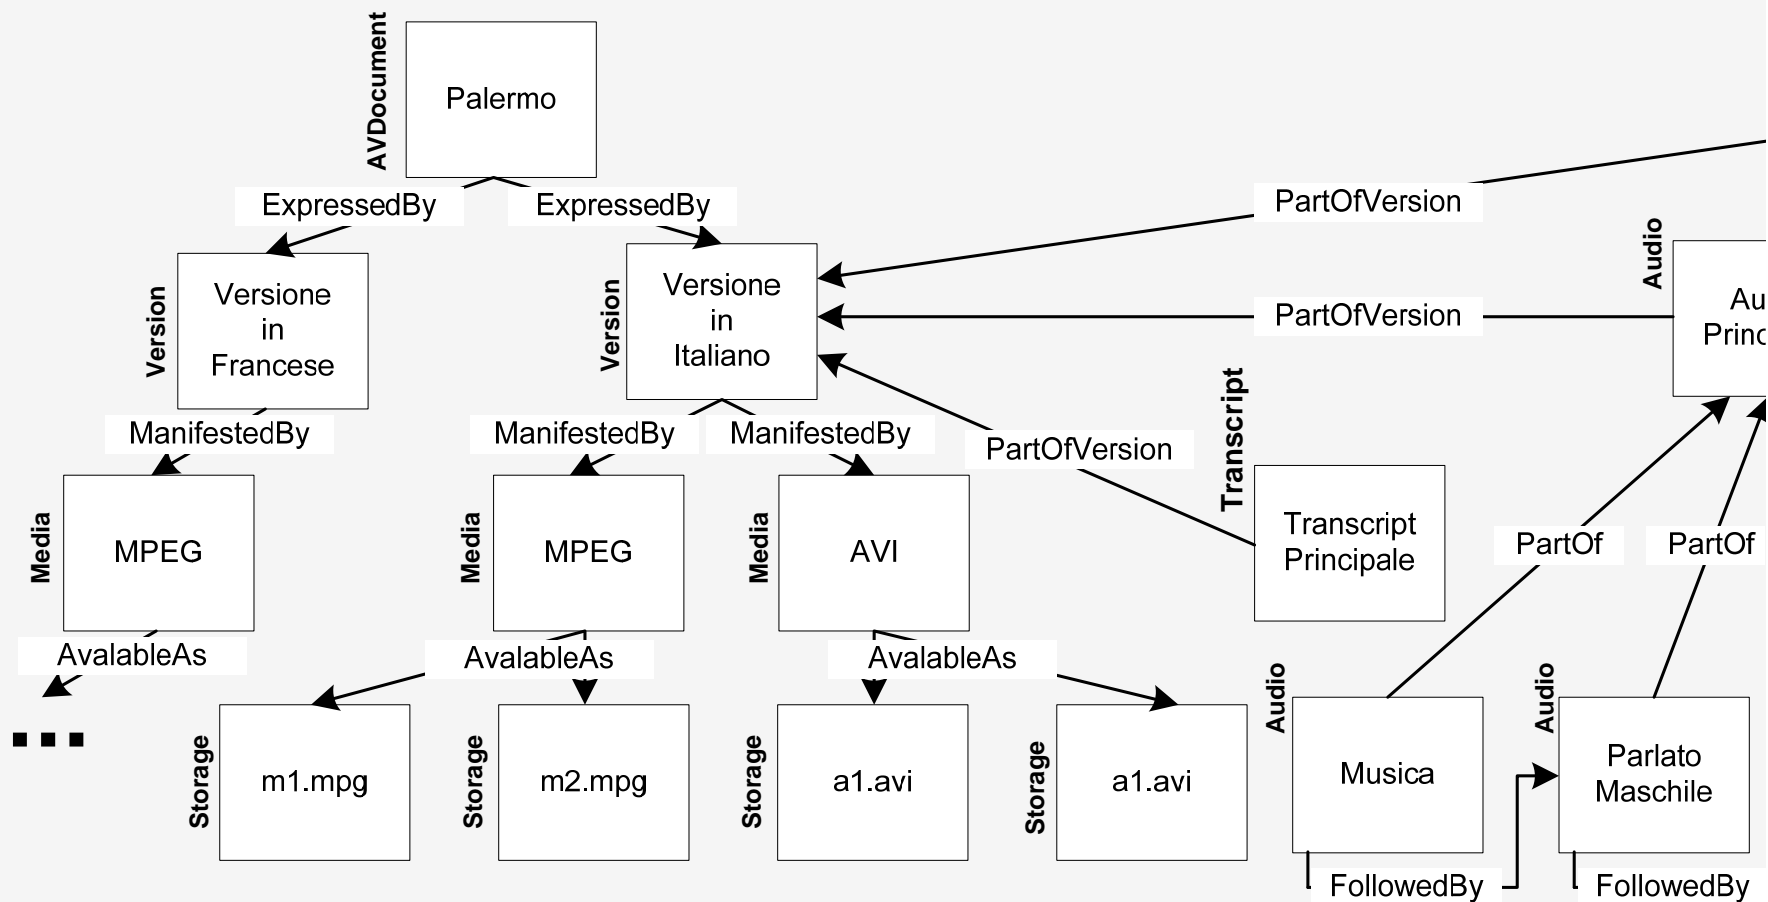 AVDocument
Palermo
ExpressedBy
ExpressedBy
PartOfVersion
Version
Versione
in
Francese
Version
Versione
in
Italiano
PartOfVersion
Audio
Au
Princ
ManifestedBy
ManifestedBy
ManifestedBy
PartOfVersion
Transcript
Transcript
Principale
Media
MPEG
Media
MPEG
Media
AVI
PartOf
PartOf
AvalableAs
AvalableAs
AvalableAs
Storage
m1.mpg
Storage
m2.mpg
Storage
a1.avi
Storage
a1.avi
Audio
Musica
Audio
Parlato
Maschile
FollowedBy
FollowedBy